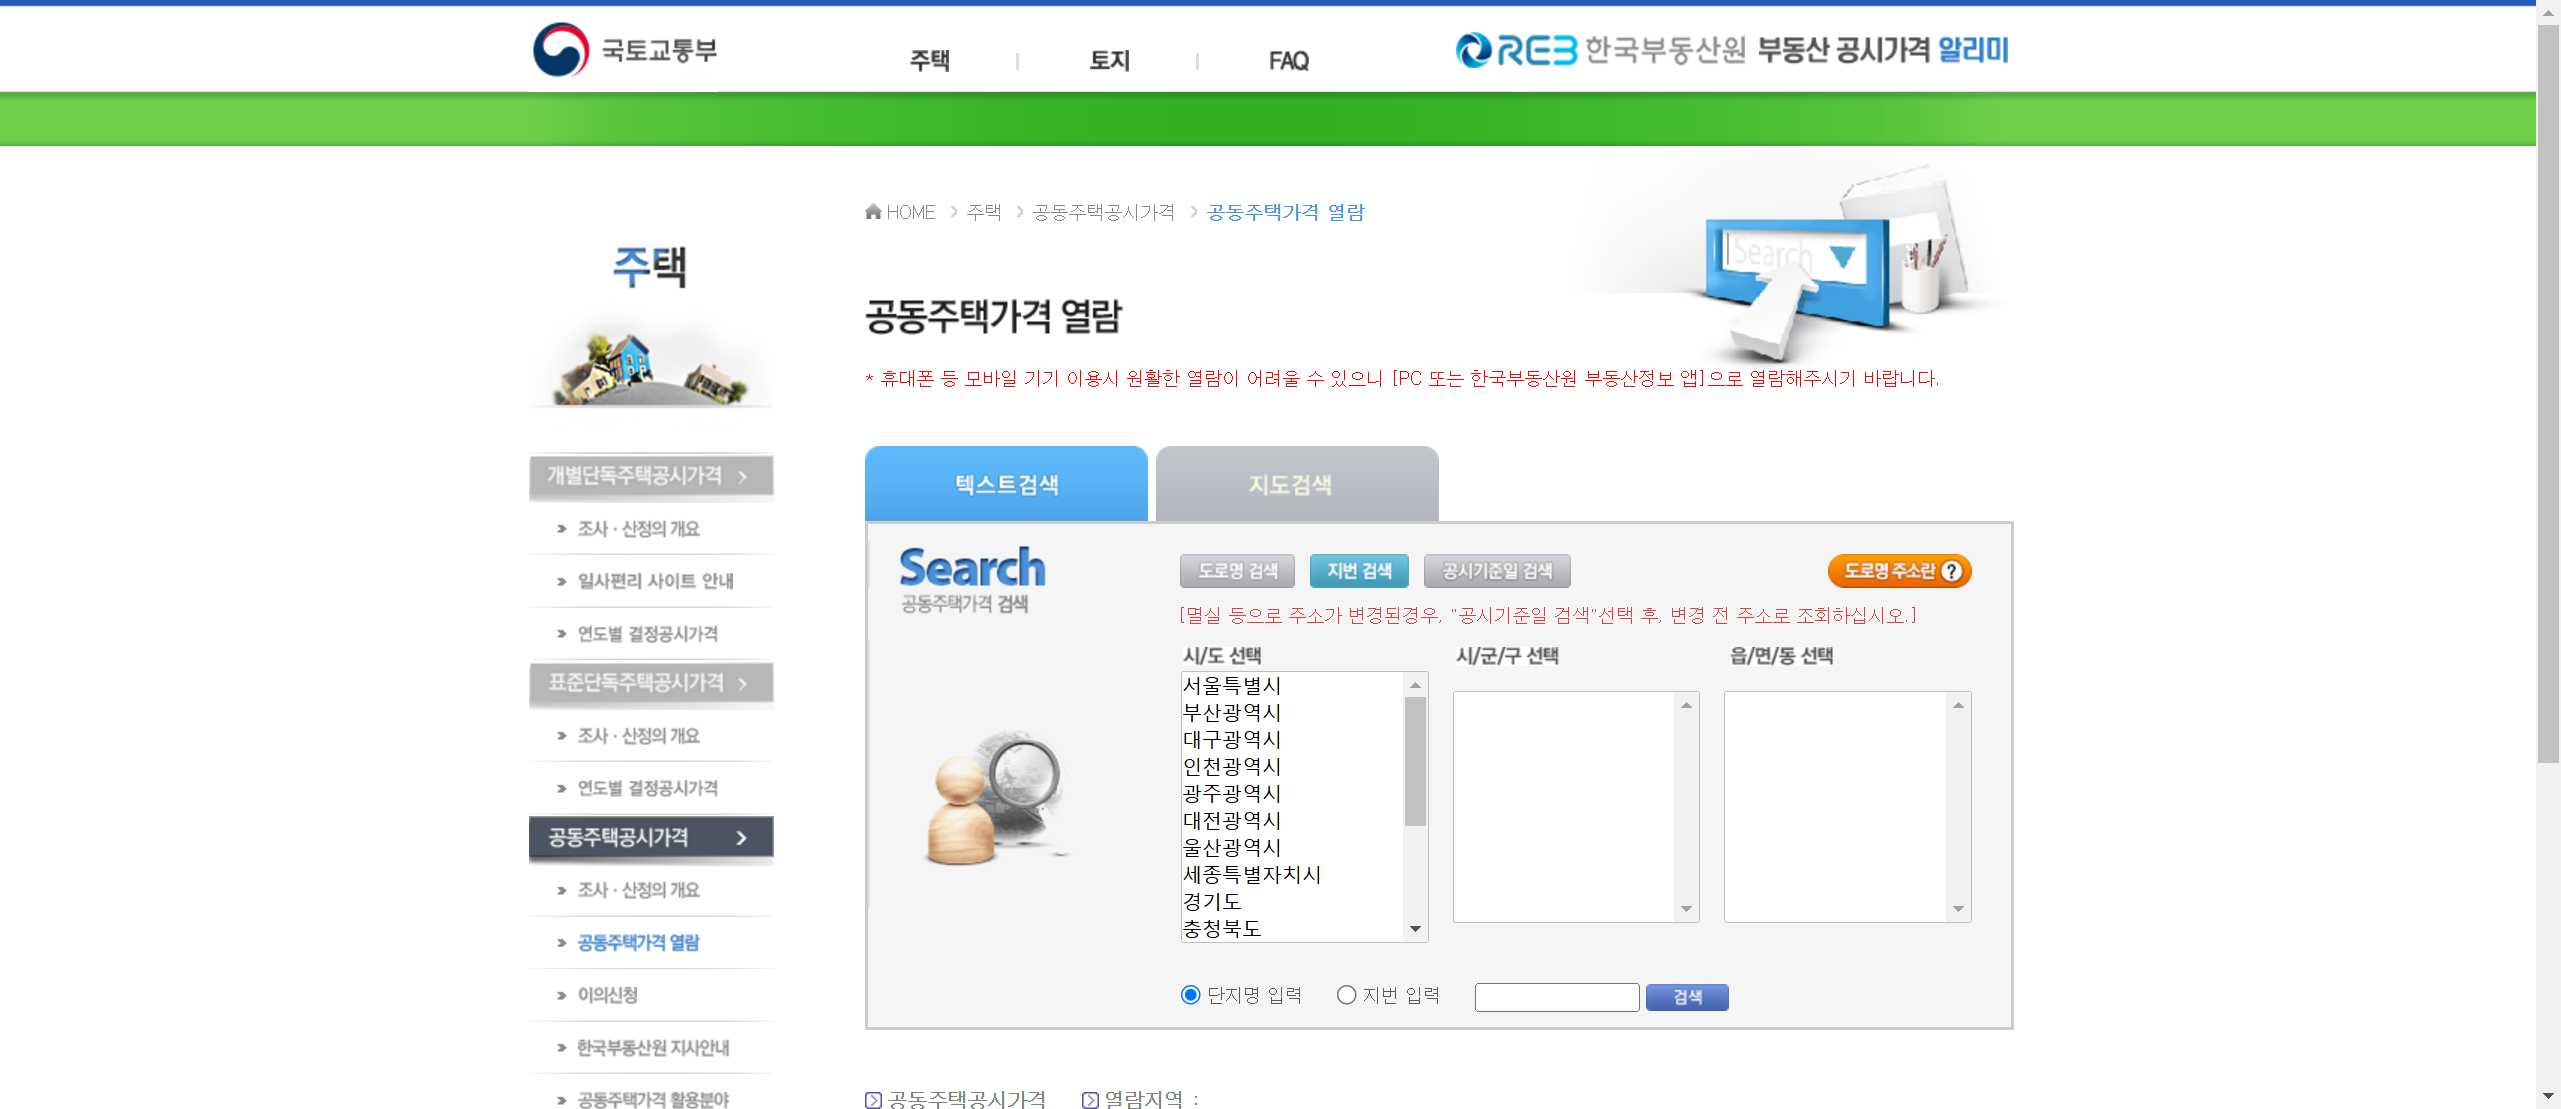 국토교통부
주택
토지
FAQ
REB 한국부동산원 부동산 공시가격 알리미
HOME > 주택 > 공동주택공시가격 > 공동주택가격 열람
Search
주택
공동주택가격 열람
* 휴대폰 등 모바일 기기 이용시 원활한 열람이 어려울 수 있으니 [PC 또는 한국부동산원 부동산정보 앱]으로 열람해주시기 바랍니다.
개별단독주택공시가격 >
조사 · 산정의 개요
일사편리 사이트 안내
연도별 결정공시가격
표준단독주택공시가격 >
조사 · 산정의 개요
연도별 결정공시가격
공동주택공시가격 >
조사 · 산정의 개요
공동주택가격 열람
이의신청
한국부동산원 지사안내
공동주택가격 활용분야
텍스트검색
지도검색
Search
공동주택가격 검색
도로명 검색
지번 검색
공시기준일 검색
도로명 주소란 ?
[멸실 등으로 주소가 변경된경우, "공시기준일 검색"선택 후, 변경 전 주소로 조회하십시오.]
시/도 선택
시/군/구 선택
읍/면/동 선택
서울특별시
부산광역시
대구광역시
인천광역시
광주광역시
대전광역시
울산광역시
세종특별자치시
경기도
충청북도
단지명 입력
지번 입력
검색
공동주택공시가격
열람지역 :